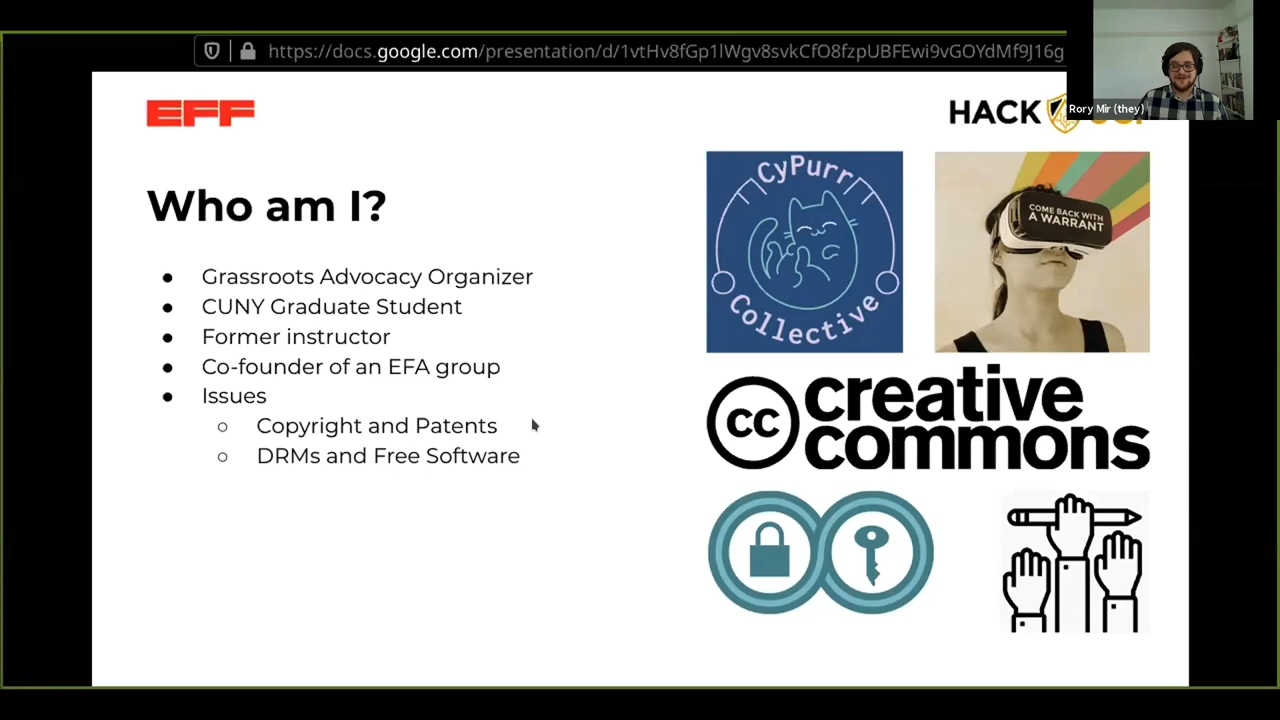 https://docs.google.com/presentation/d/1vtHv8fGp1lWgv8svkCfO8fzpUBFEwi9vGOYdMf9J16g
Rory Mir (they)
EFF
HACK
Who am I?
● Grassroots Advocacy Organizer
● CUNY Graduate Student
● Former instructor
● Co-founder of an EFA group
● Issues
○ Copyright and Patents
○ DRMs and Free Software
CyPurr
Collective
COME BACK WITH
A WARRANT
cc
creative
commons